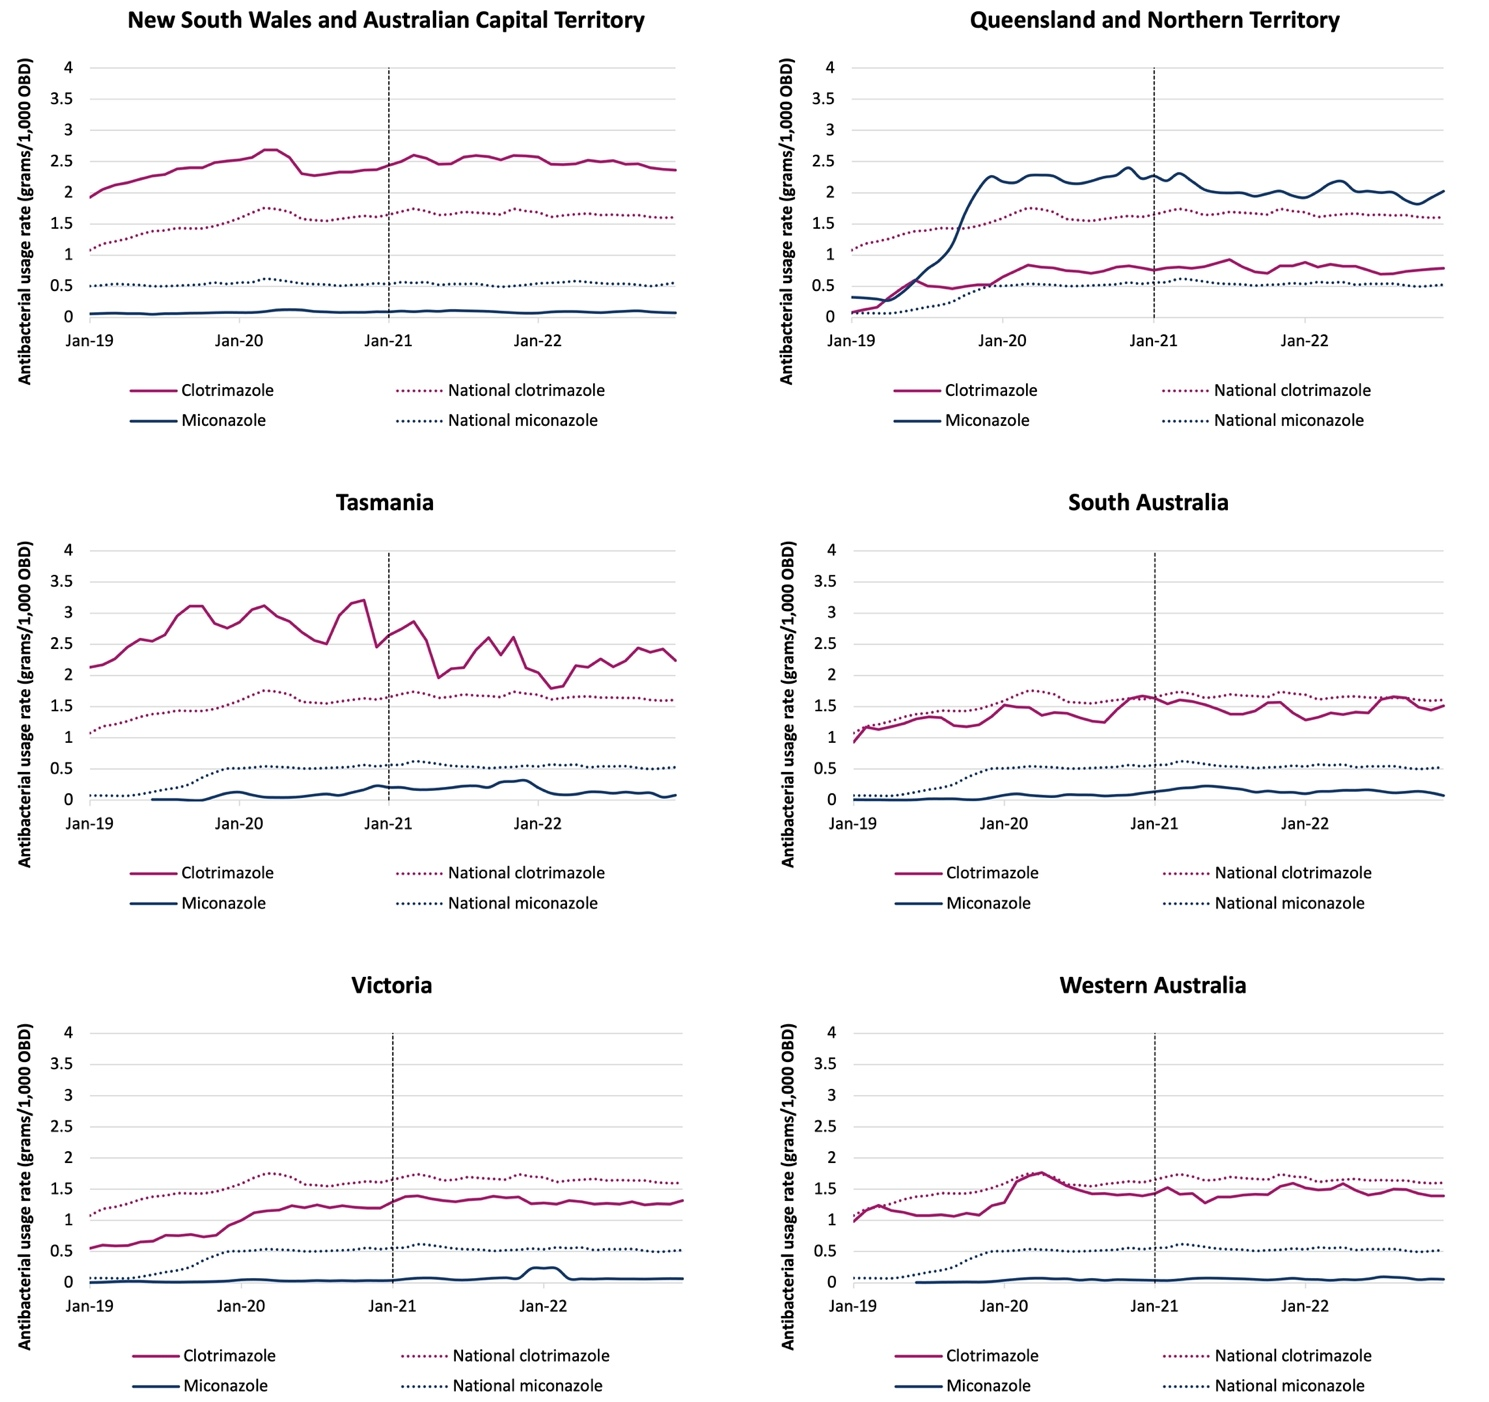 New South Wales and Australian Capital Territory
Antibacterial usage rate (grams/1,000 OBD)
4
3.5
3
2.5
2
1.5
1
0.5
0
Jan-19 Jan-20 Jan-21 Jan-22
Clotrimazole National clotrimazole
Miconazole National miconazole
Queensland and Northern Territory
Antibacterial usage rate (grams/1,000 OBD)
4
3.5
3
2.5
2
1.5
1
0.5
0
Jan-19 Jan-20 Jan-21 Jan-22
Clotrimazole National clotrimazole
Miconazole National miconazole
Tasmania
Antibacterial usage rate (grams/1,000 OBD)
4
3.5
3
2.5
2
1.5
1
0.5
0
Jan-19 Jan-20 Jan-21 Jan-22
Clotrimazole National clotrimazole
Miconazole National miconazole
South Australia
Antibacterial usage rate (grams/1,000 OBD)
4
3.5
3
2.5
2
1.5
1
0.5
0
Jan-19 Jan-20 Jan-21 Jan-22
Clotrimazole National clotrimazole
Miconazole National miconazole
Victoria
Antibacterial usage rate (grams/1,000 OBD)
4
3.5
3
2.5
2
1.5
1
0.5
0
Jan-19 Jan-20 Jan-21 Jan-22
Clotrimazole National clotrimazole
Miconazole National miconazole
Western Australia
Antibacterial usage rate (grams/1,000 OBD)
4
3.5
3
2.5
2
1.5
1
0.5
0
Jan-19 Jan-20 Jan-21 Jan-22
Clotrimazole National clotrimazole
Miconazole National miconazole